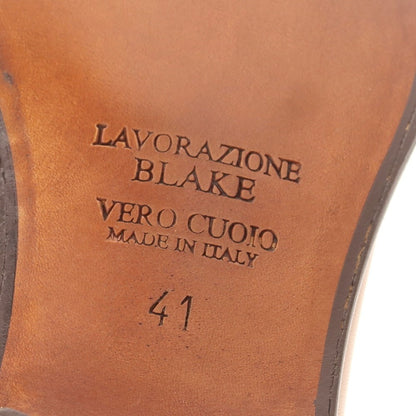 LAVORAZIONE
BLAKE
VERO CUOIO
MADE IN ITALY
41